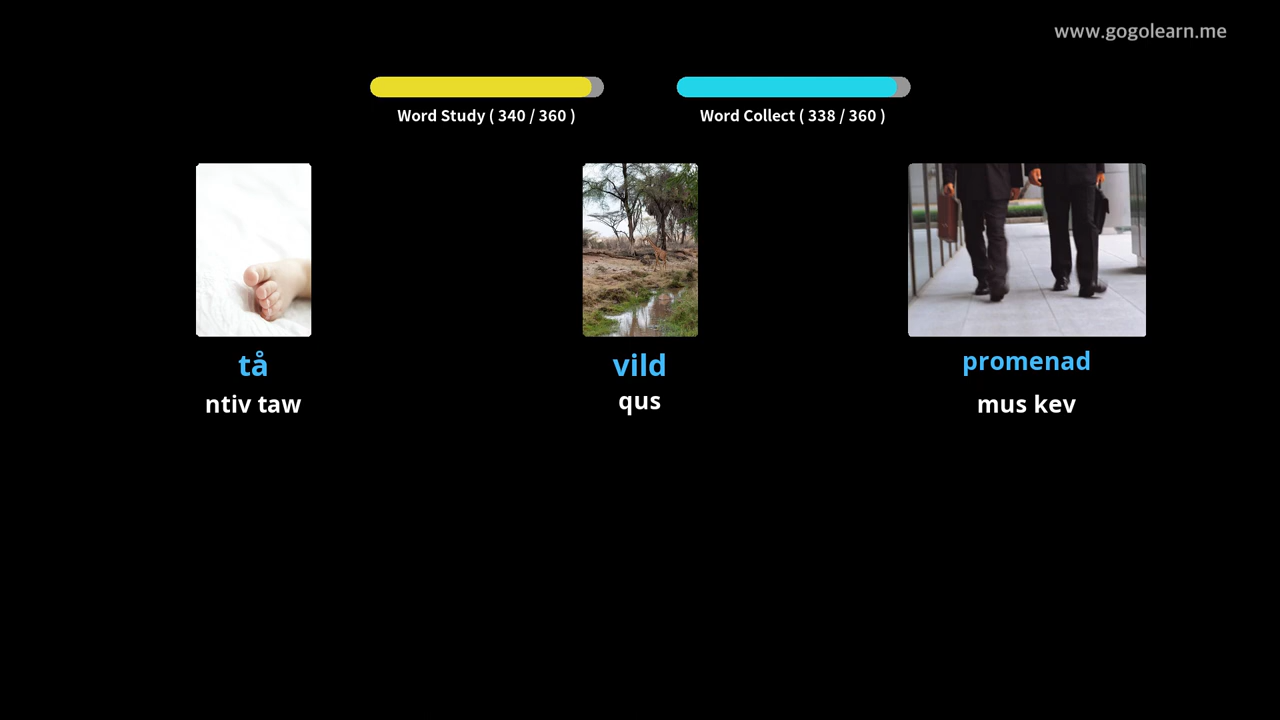 www.gogolearn.me
Word Study ( 340 / 360 )
Word Collect ( 338 / 360 )
tå
vild
promenad
ntiv taw
qus
mus kev